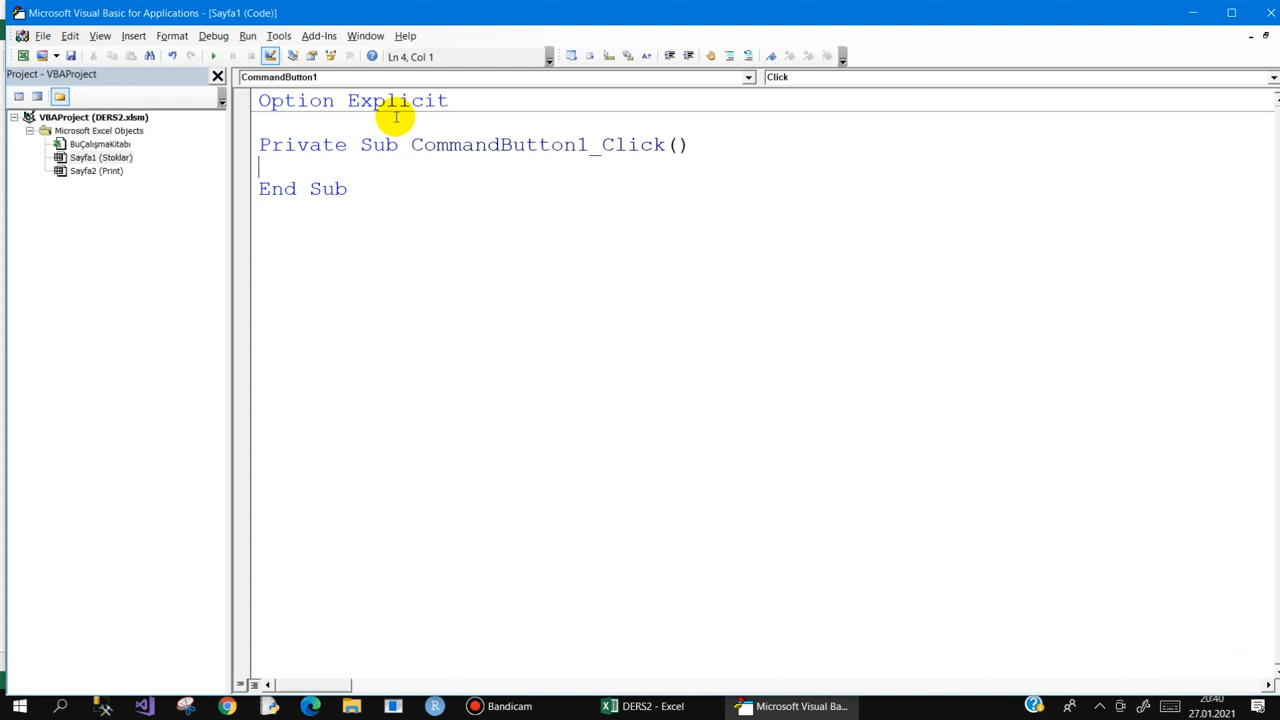 Microsoft Visual Basic for Applications - [Sayfa1 (Code)]
File Edit View Insert Format Debug Run Tools Add-Ins Window Help
Ln 4, Col 1
Project - VBAProject
CommandButton1
Click
VBAProject (DERS2.xlsm)
Microsoft Excel Objects
BuÇalışmaKitabı
Sayfa1 (Stoklar)
Sayfa2 (Print)
Option Explicit
Private Sub CommandButton1_Click()
End Sub
Bandicam
DERS2 - Excel
Microsoft Visual Ba...
20:40
27.01.2021